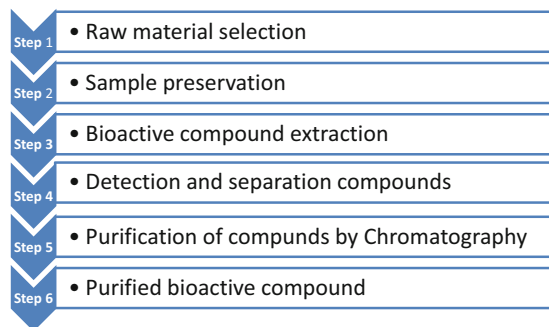 Step 1 • Raw material selection
Step 2 • Sample preservation
Step 3 • Bioactive compound extraction
Step 4 • Detection and separation compounds
Step 5 • Purification of compunds by Chromatography
Step 6 • Purified bioactive compound